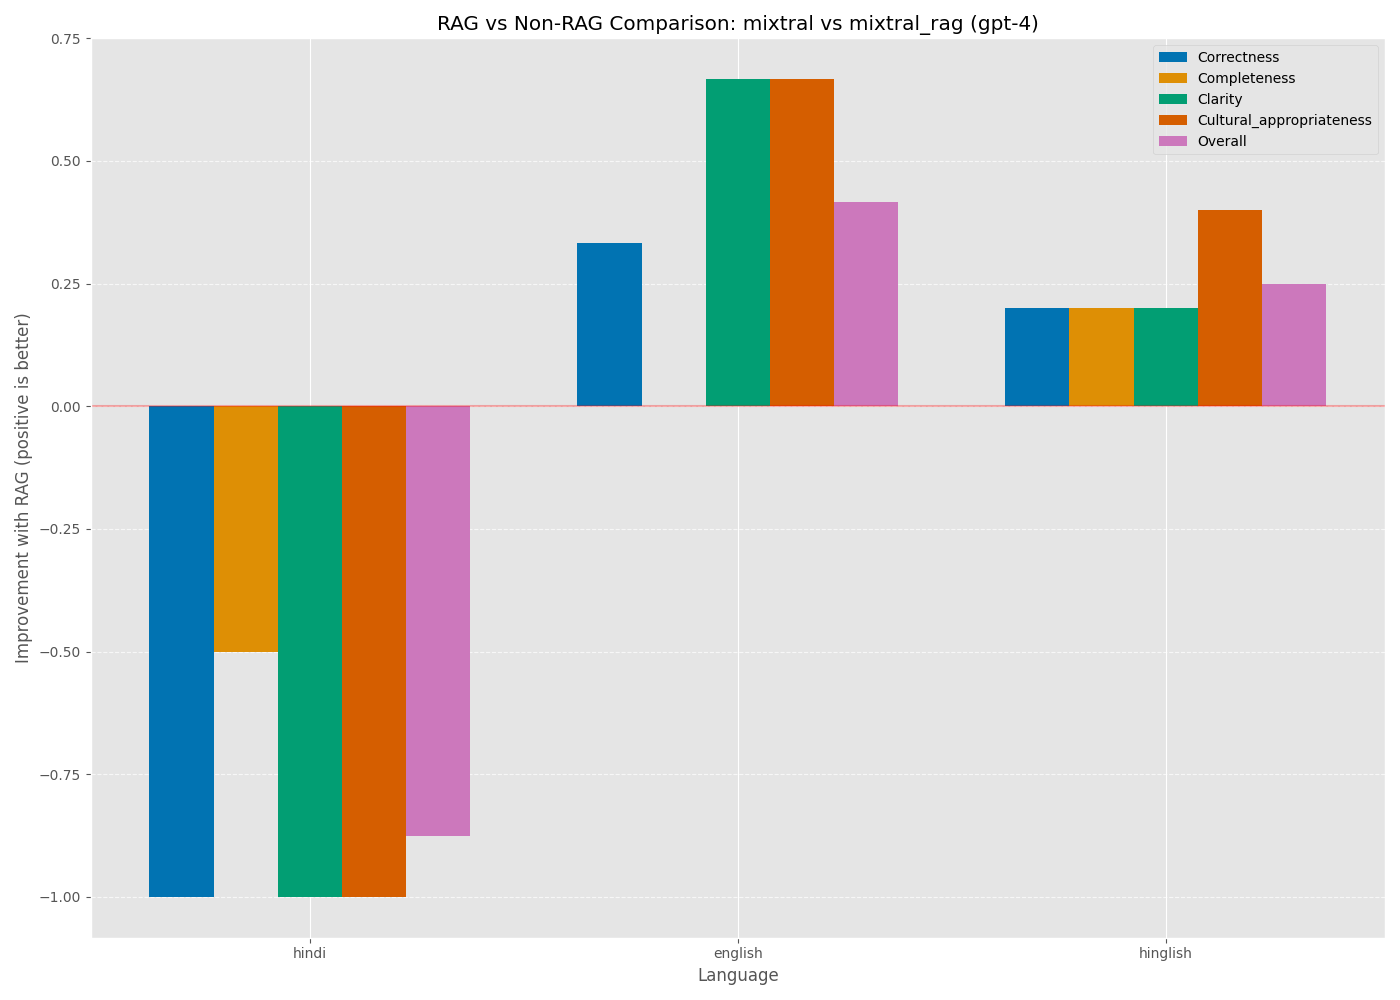 RAG vs Non-RAG Comparison: mixtral vs mixtral_rag (gpt-4)
Correctness
Completeness
Clarity
Cultural_appropriateness
Overall
Improvement with RAG (positive is better)
0.75
0.50
0.25
0.00
−0.25
−0.50
−0.75
−1.00
hindi
english
hinglish
Language